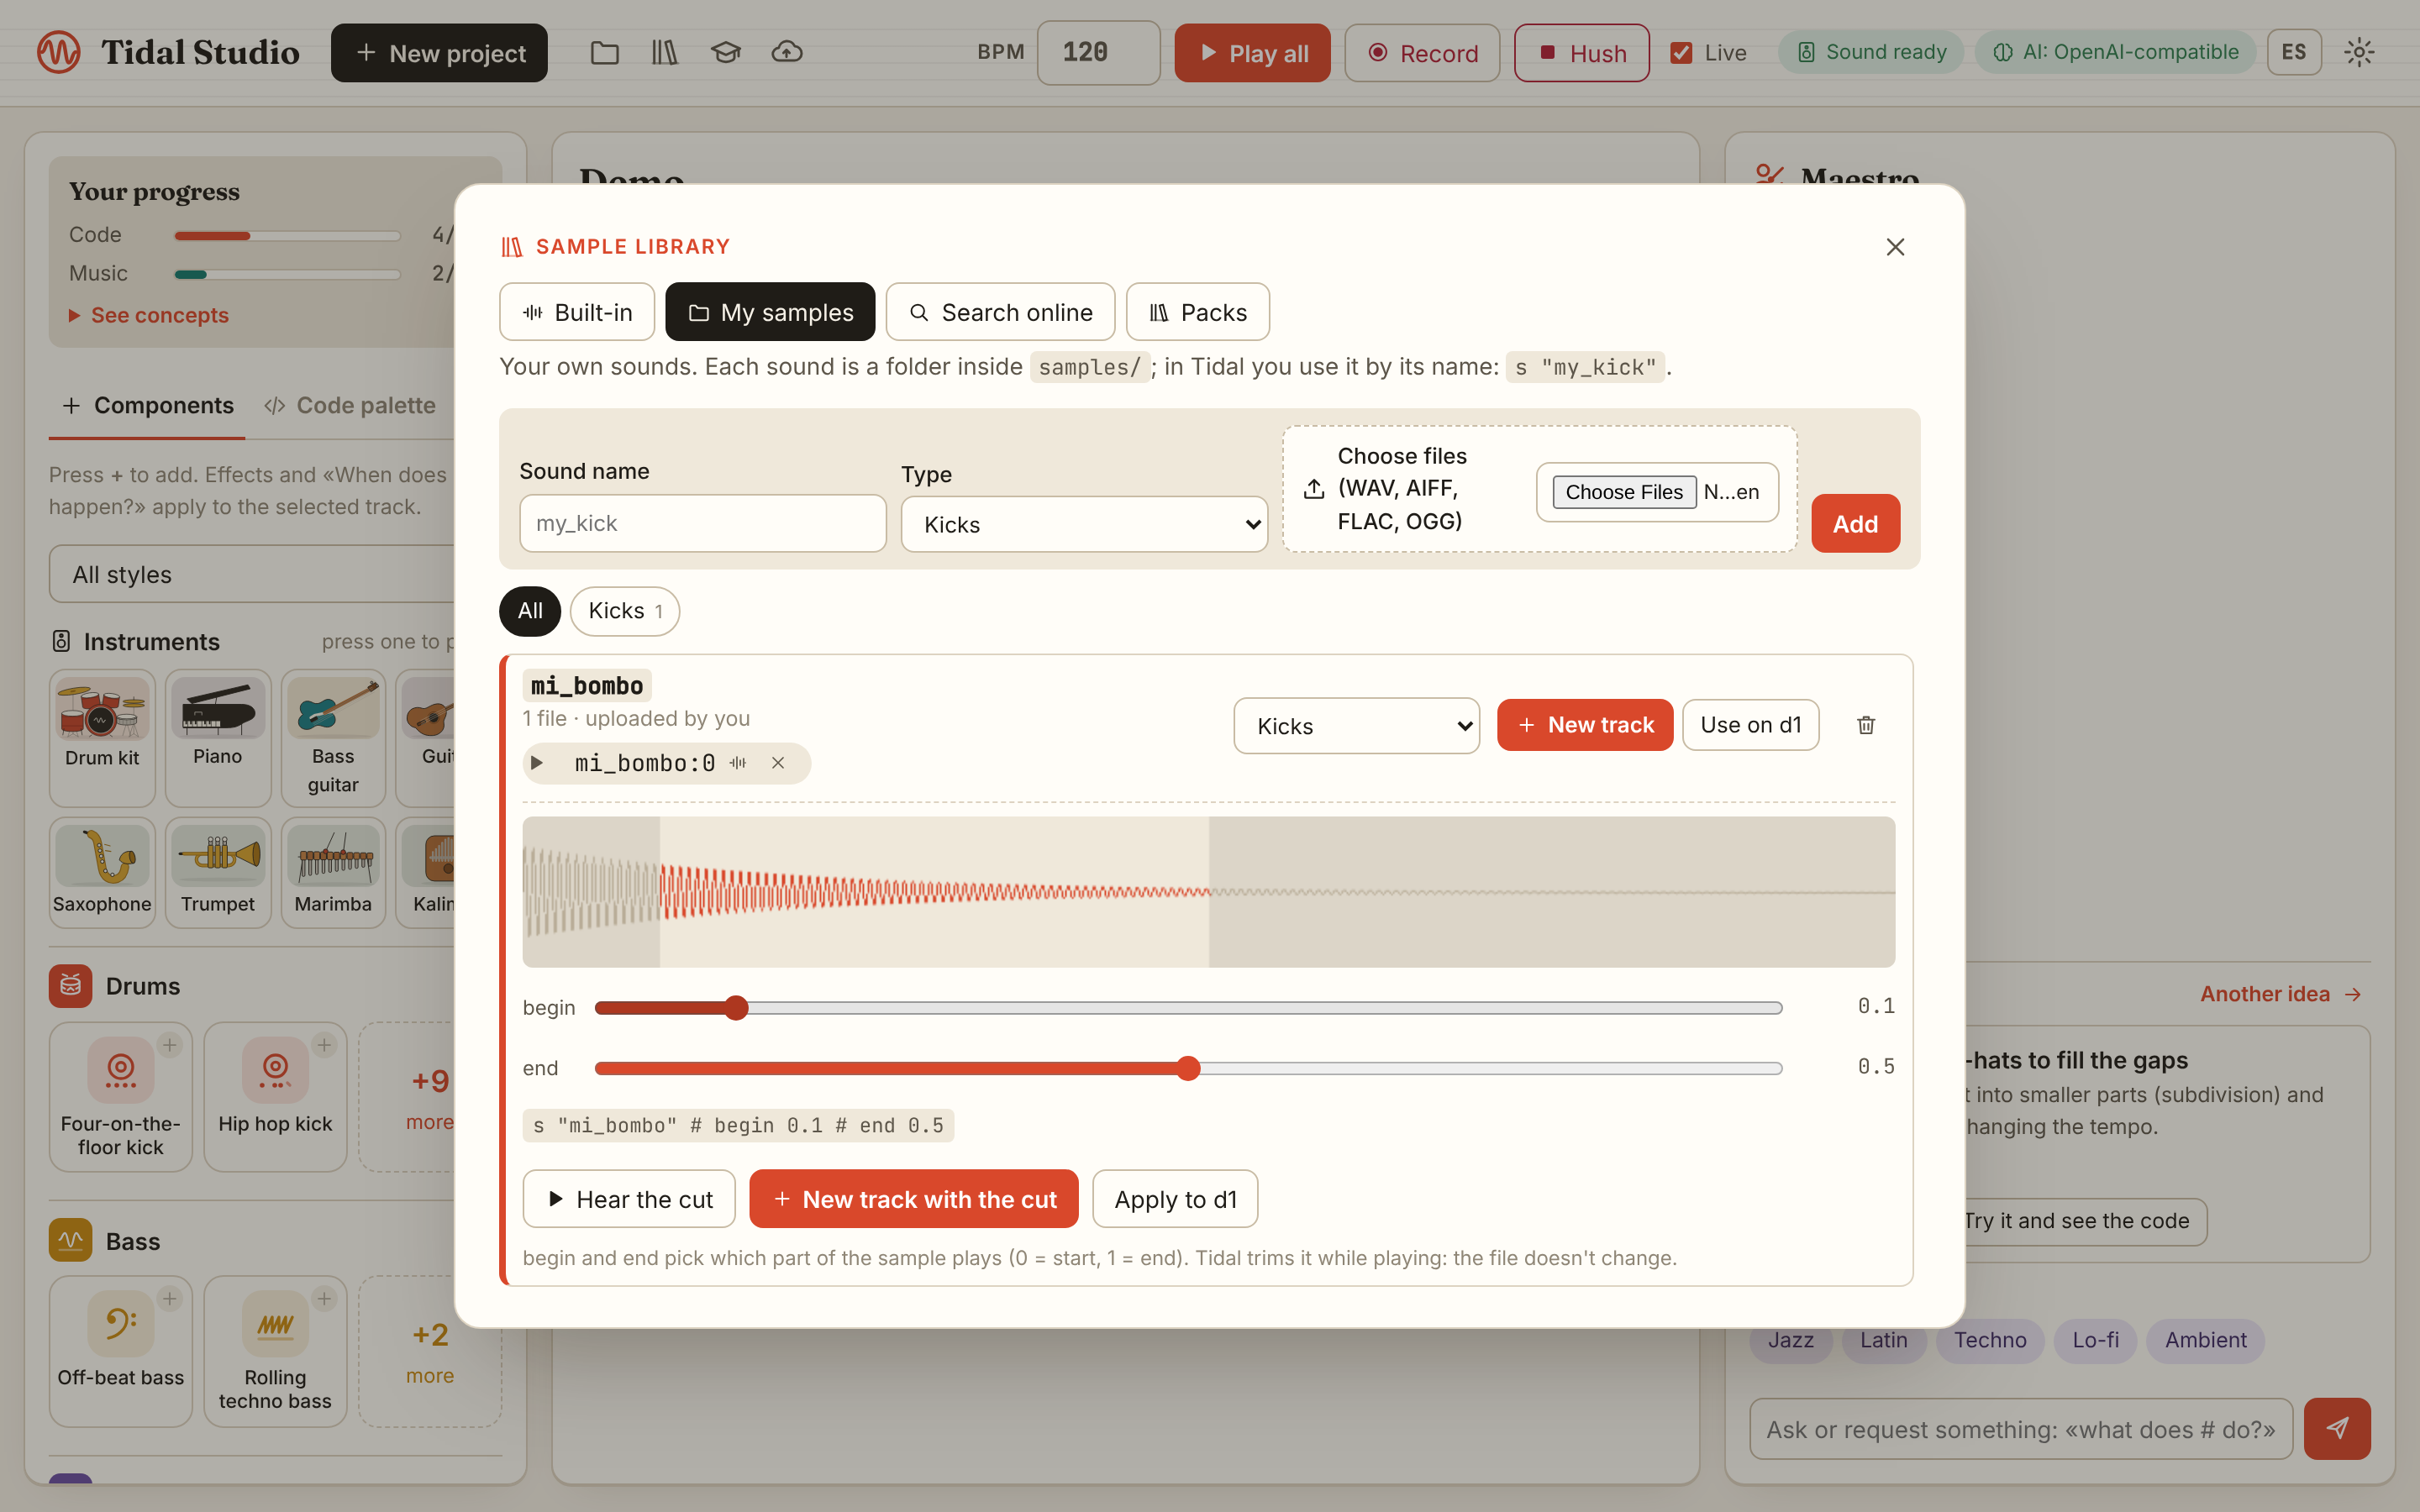 Tidal Studio
New project
BPM
120
Play all
Record
Hush
Live
Sound ready
AI: OpenAI-compatible
ES
Your progress
Code
4/
Music
2/
See concepts
Components
Code palette
Press + to add. Effects and «When does
happen?» apply to the selected track.
All styles
Instruments
press one to p
Drum kit
Piano
Bass
guitar
Guit
Saxophone
Trumpet
Marimba
Kalin
Drums
Four-on-the-
floor kick
Hip hop kick
+9
more
Bass
Off-beat bass
Rolling
techno bass
+2
more
Demo
Maestro
SAMPLE LIBRARY
Built-in
My samples
Search online
Packs
Your own sounds. Each sound is a folder inside samples/; in Tidal you use it by its name: s "my_kick".
Sound name
my_kick
Type
Kicks
Choose files
(WAV, AIFF,
FLAC, OGG)
Choose Files N...en
Add
All
Kicks 1
mi_bombo
1 file · uploaded by you
mi_bombo:0
Kicks
New track
Use on d1
begin
0.1
end
0.5
s "mi_bombo" # begin 0.1 # end 0.5
Hear the cut
New track with the cut
Apply to d1
begin and end pick which part of the sample plays (0 = start, 1 = end). Tidal trims it while playing: the file doesn't change.
Another idea
-hats to fill the gaps
t into smaller parts (subdivision) and
hanging the tempo.
Try it and see the code
Jazz
Latin
Techno
Lo-fi
Ambient
Ask or request something: «what does # do?»